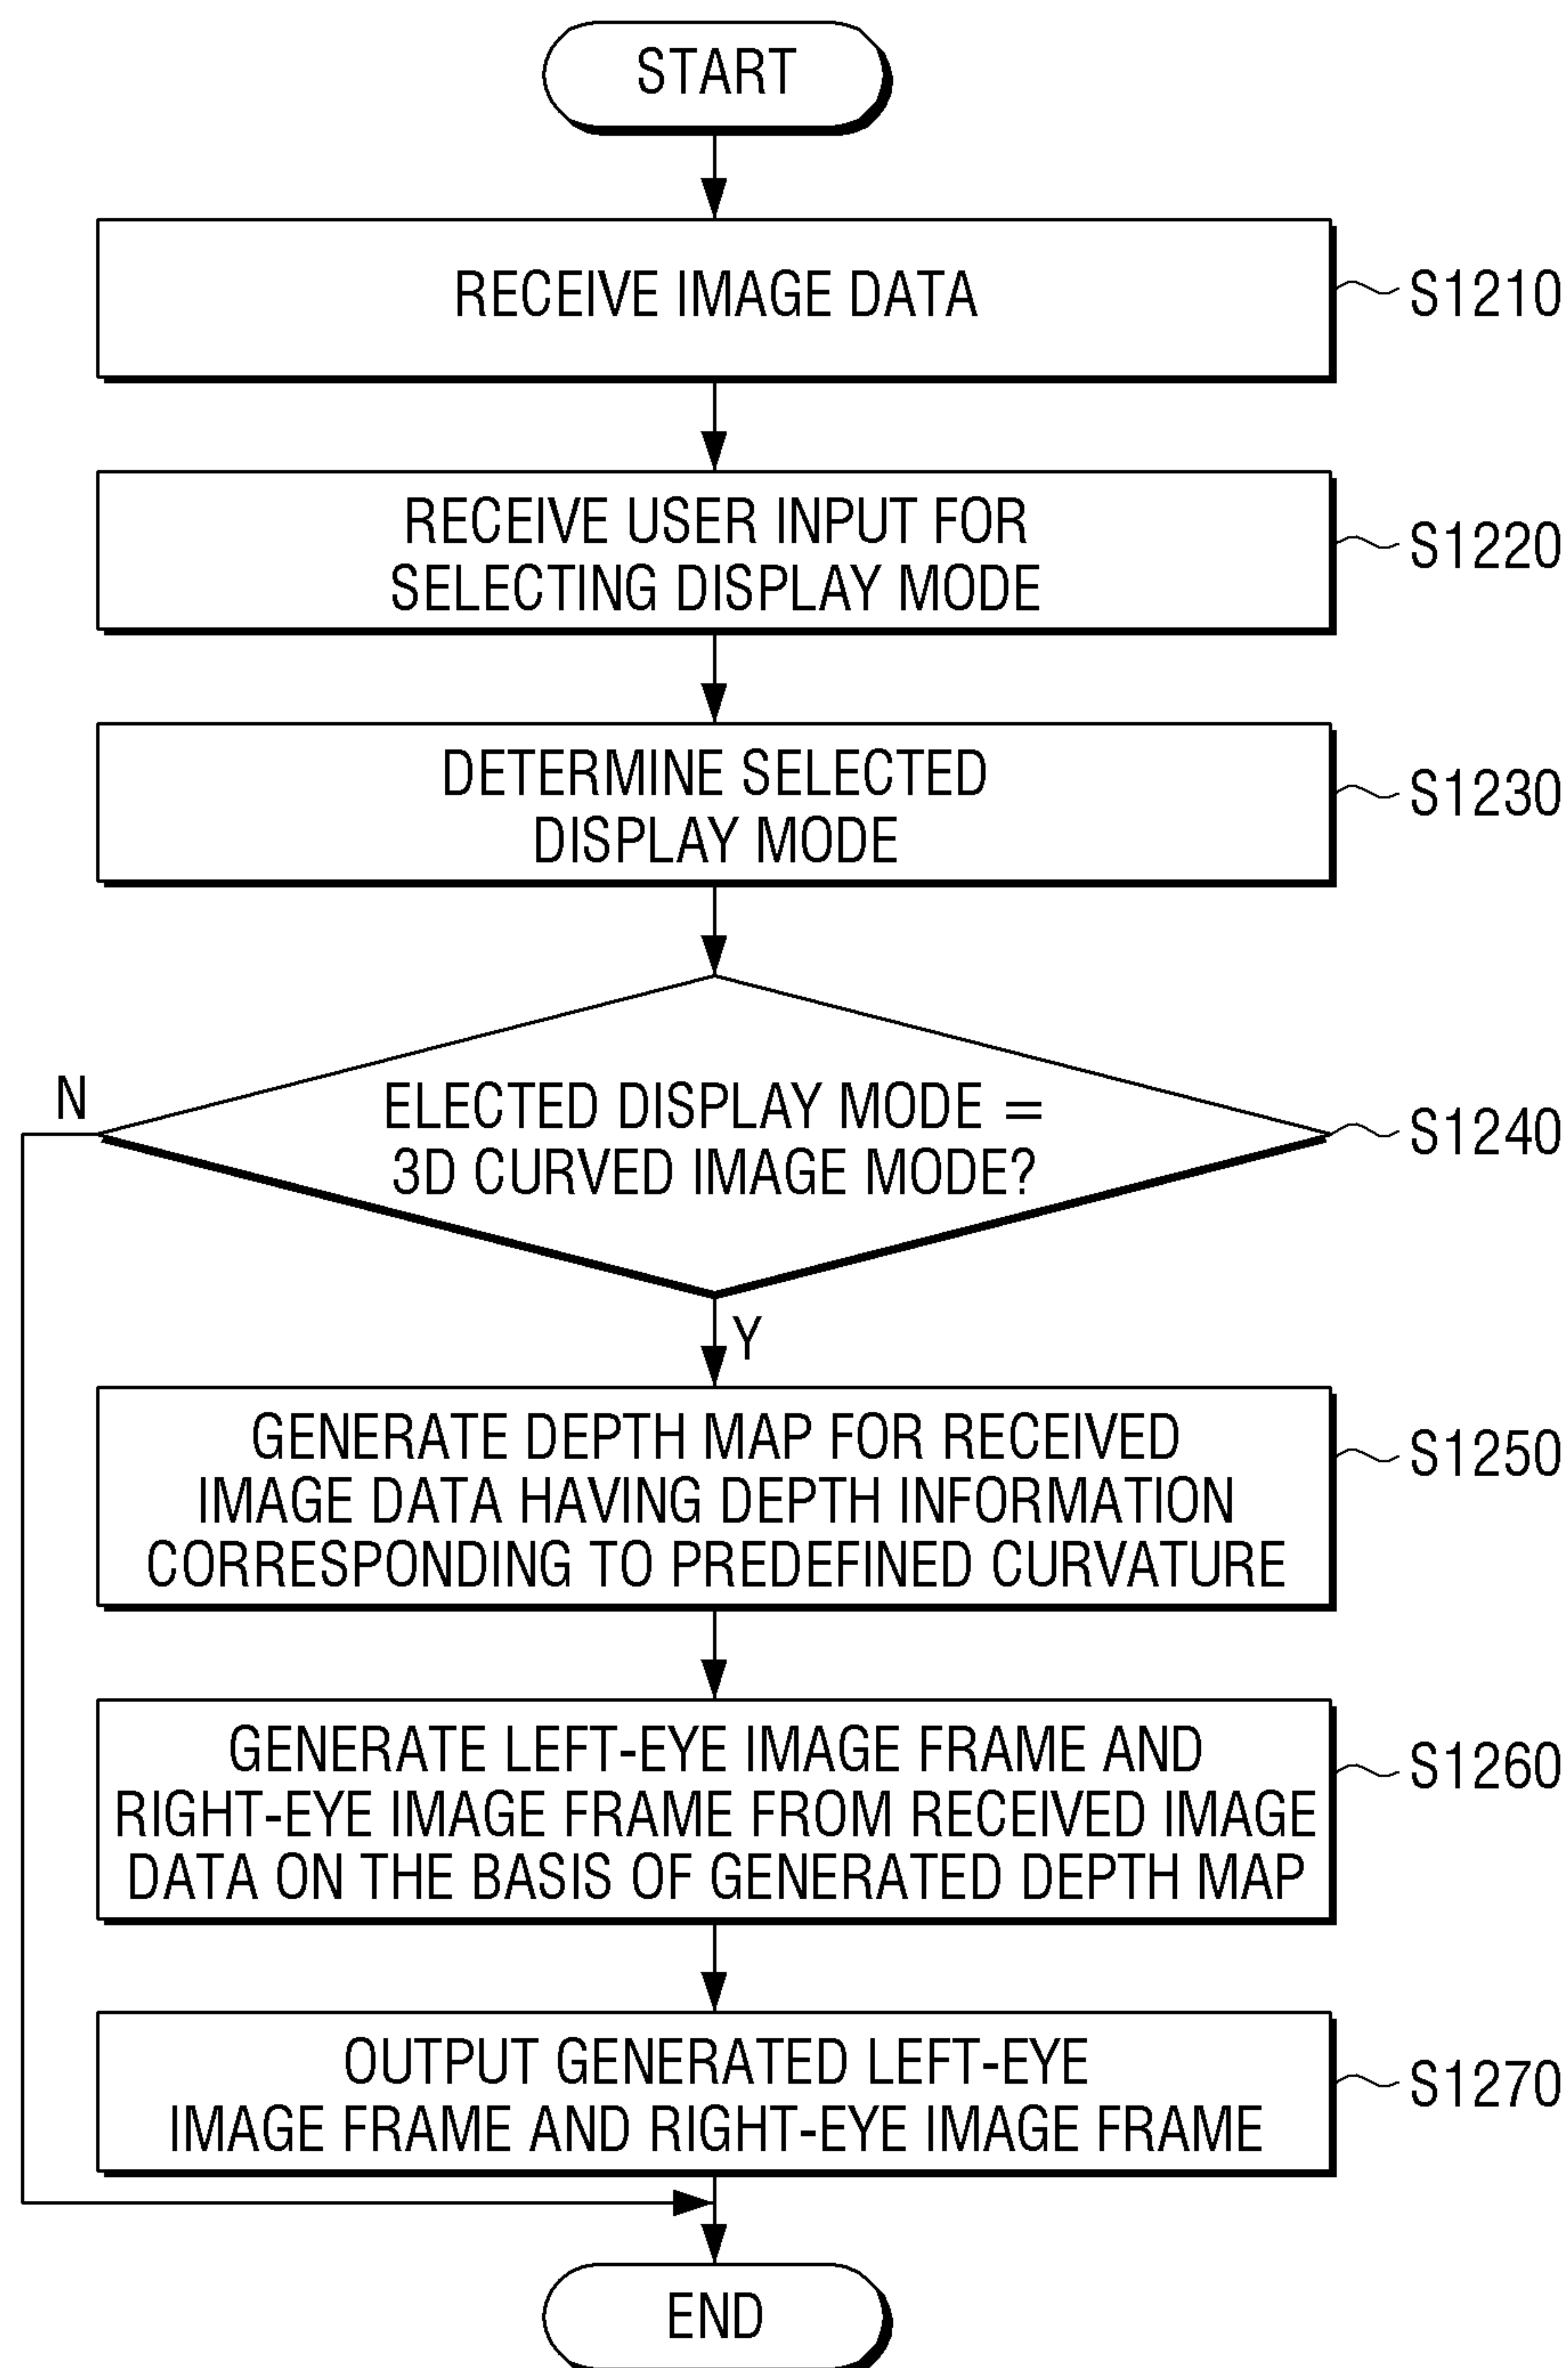 START
RECEIVE IMAGE DATA
S1210
RECEIVE USER INPUT FOR
SELECTING DISPLAY MODE
S1220
DETERMINE SELECTED
DISPLAY MODE
S1230
N
ELECTED DISPLAY MODE =
3D CURVED IMAGE MODE?
S1240
Y
GENERATE DEPTH MAP FOR RECEIVED
IMAGE DATA HAVING DEPTH INFORMATION
CORRESPONDING TO PREDEFINED CURVATURE
S1250
GENERATE LEFT-EYE IMAGE FRAME AND
RIGHT-EYE IMAGE FRAME FROM RECEIVED IMAGE
DATA ON THE BASIS OF GENERATED DEPTH MAP
S1260
OUTPUT GENERATED LEFT-EYE
IMAGE FRAME AND RIGHT-EYE IMAGE FRAME
S1270
END